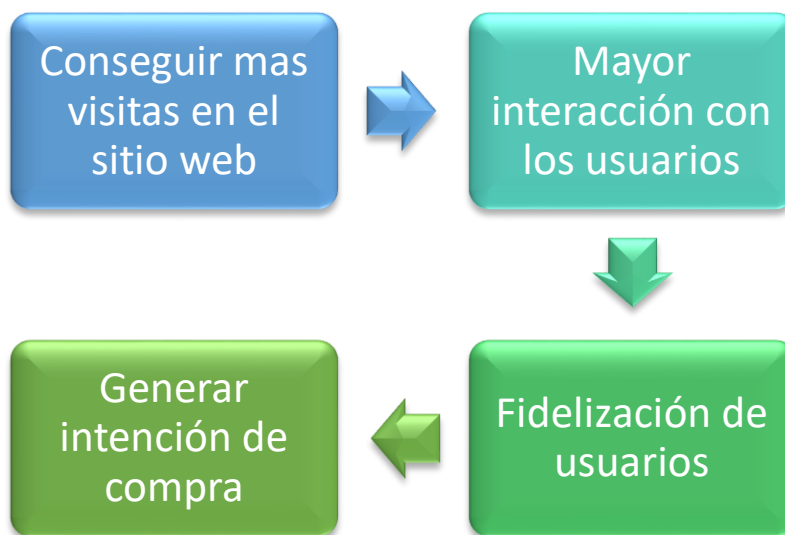 Conseguir mas
visitas en el
sitio web
Mayor
interacción con
los usuarios
Fidelización de
usuarios
Generar
intención de
compra